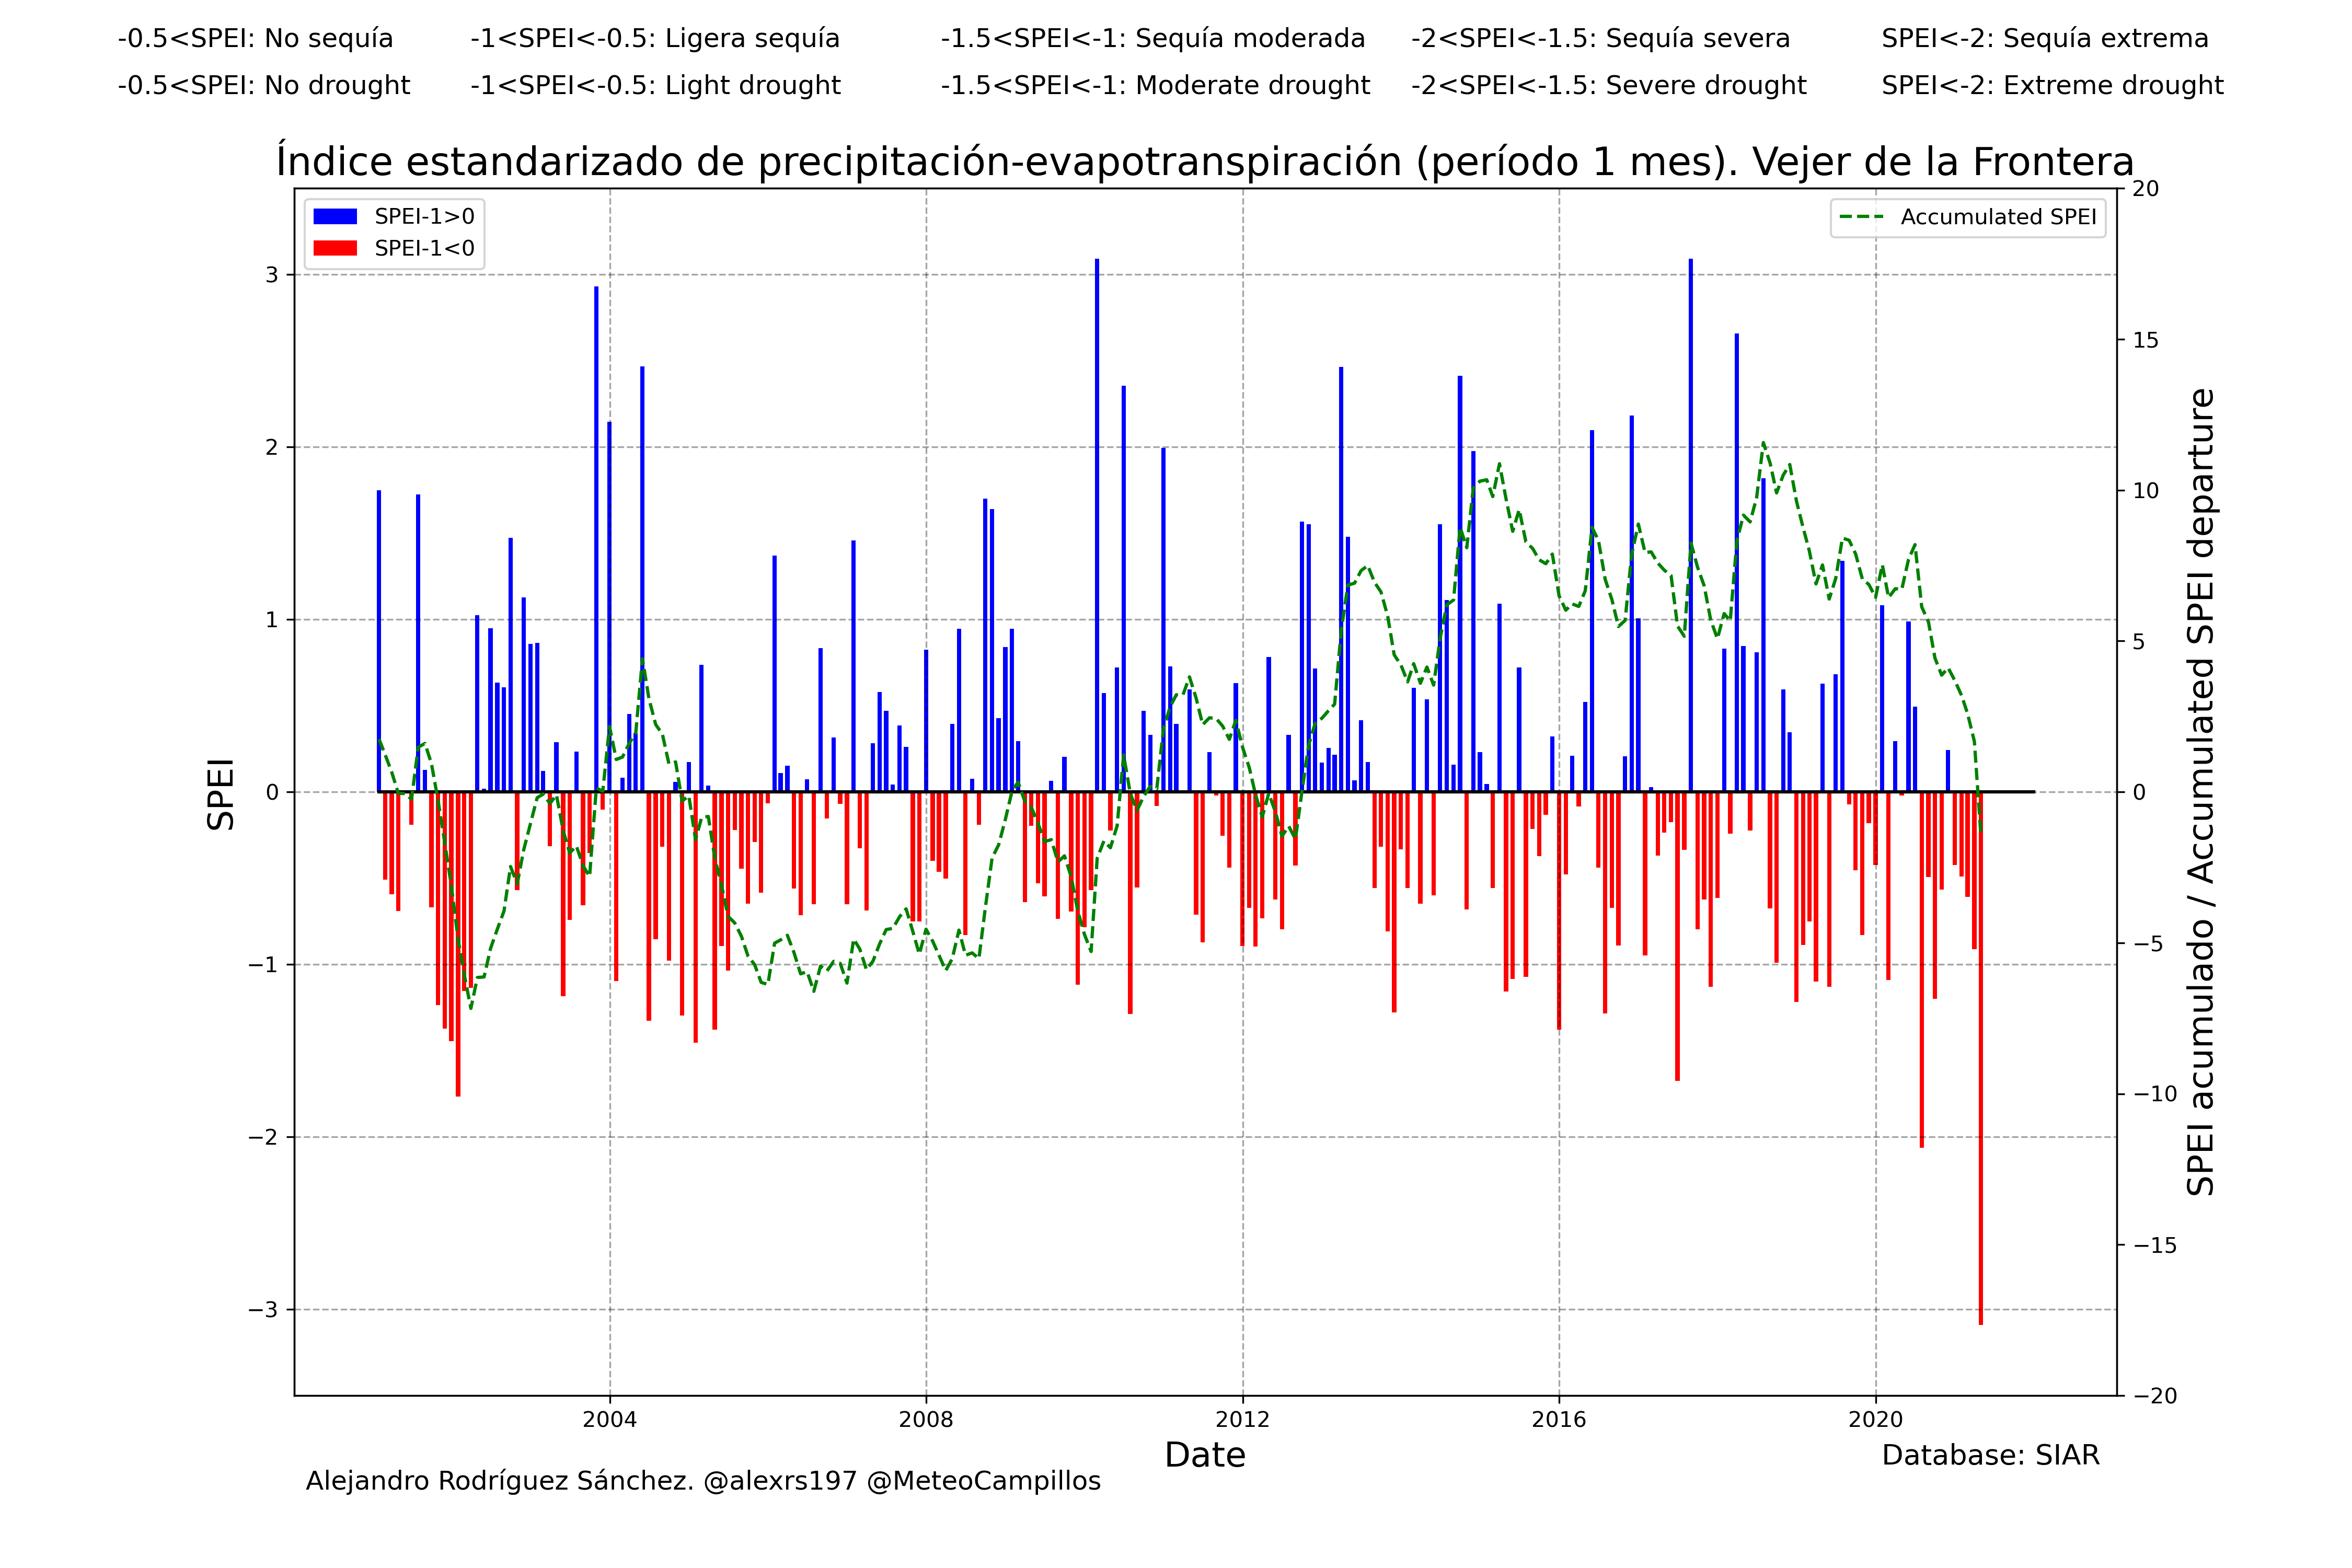 -0.5<SPEI: No sequía -1<SPEI<-0.5: Ligera sequía -1.5<SPEI<-1: Sequía moderada -2<SPEI<-1.5: Sequía severa SPEI<-2: Sequía extrema
-0.5<SPEI: No drought -1<SPEI<-0.5: Light drought -1.5<SPEI<-1: Moderate drought -2<SPEI<-1.5: Severe drought SPEI<-2: Extreme drought
Índice estandarizado de precipitación-evapotranspiración (período 1 mes). Vejer de la Frontera
SPEI-1>0
SPEI-1<0
Accumulated SPEI
SPEI
3
2
1
0
−1
−2
−3
20
15
10
5
0
−5
−10
−15
−20
SPEI acumulado / Accumulated SPEI departure
2004 2008 2012 2016 2020
Date
Database: SIAR
Alejandro Rodríguez Sánchez. @alexrs197 @MeteoCampillos